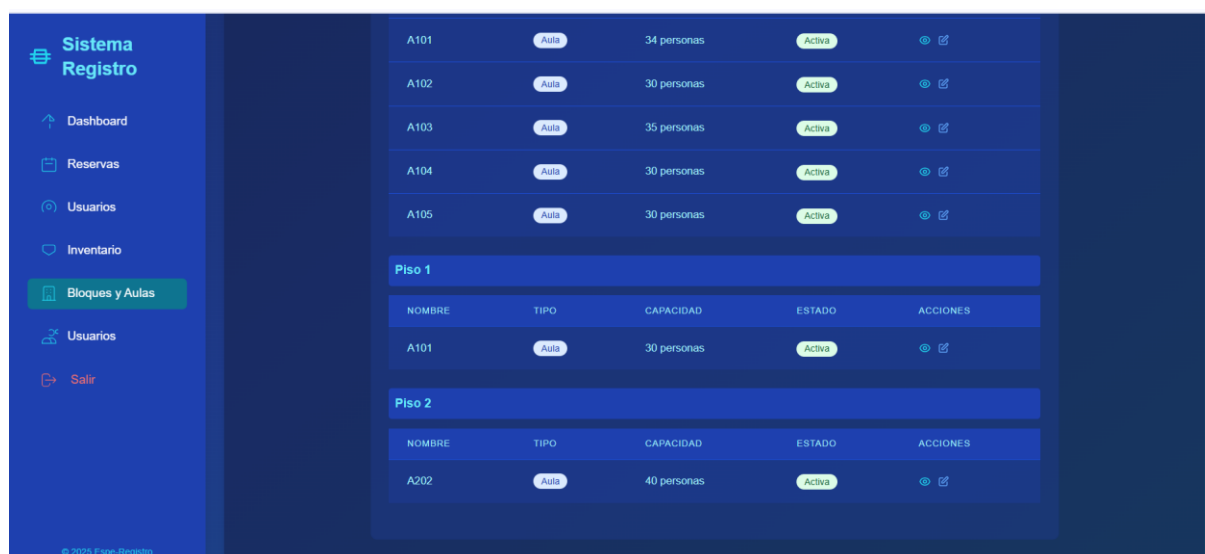 Sistema
Registro
Dashboard
Reservas
Usuarios
Inventario
Bloques y Aulas
Usuarios
Salir
© 2025 Espe-Registro
A101 Aula 34 personas Activa
A102 Aula 30 personas Activa
A103 Aula 35 personas Activa
A104 Aula 30 personas Activa
A105 Aula 30 personas Activa
Piso 1
NOMBRE TIPO CAPACIDAD ESTADO ACCIONES
A101 Aula 30 personas Activa
Piso 2
NOMBRE TIPO CAPACIDAD ESTADO ACCIONES
A202 Aula 40 personas Activa